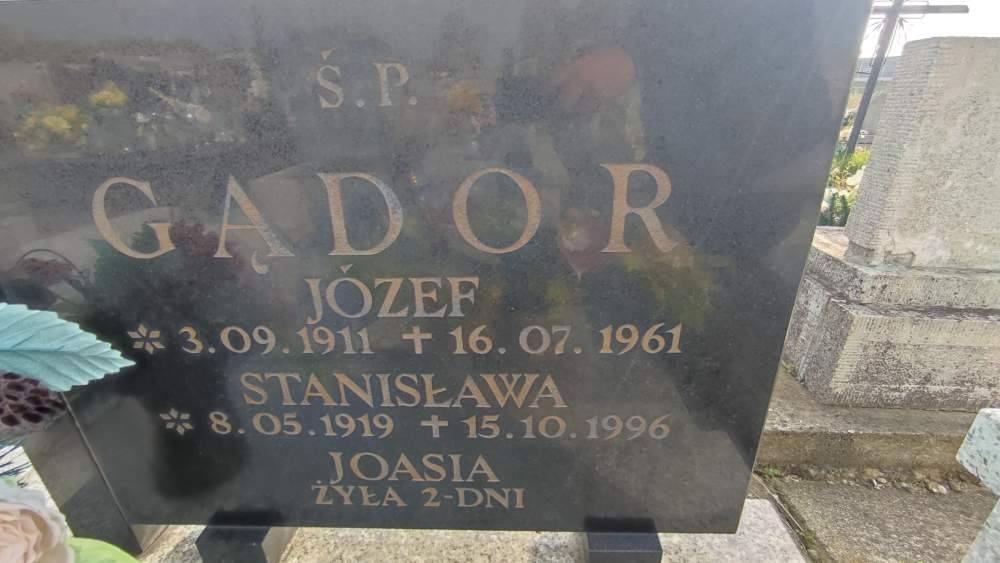 Ś.P.
GĄDOR
JÓZEF
* 3.09.1911 ✝ 16.07.1961
STANISŁAWA
* 8.05.1919 ✝ 15.10.1996
JOASIA
ŻYŁA 2-DNI